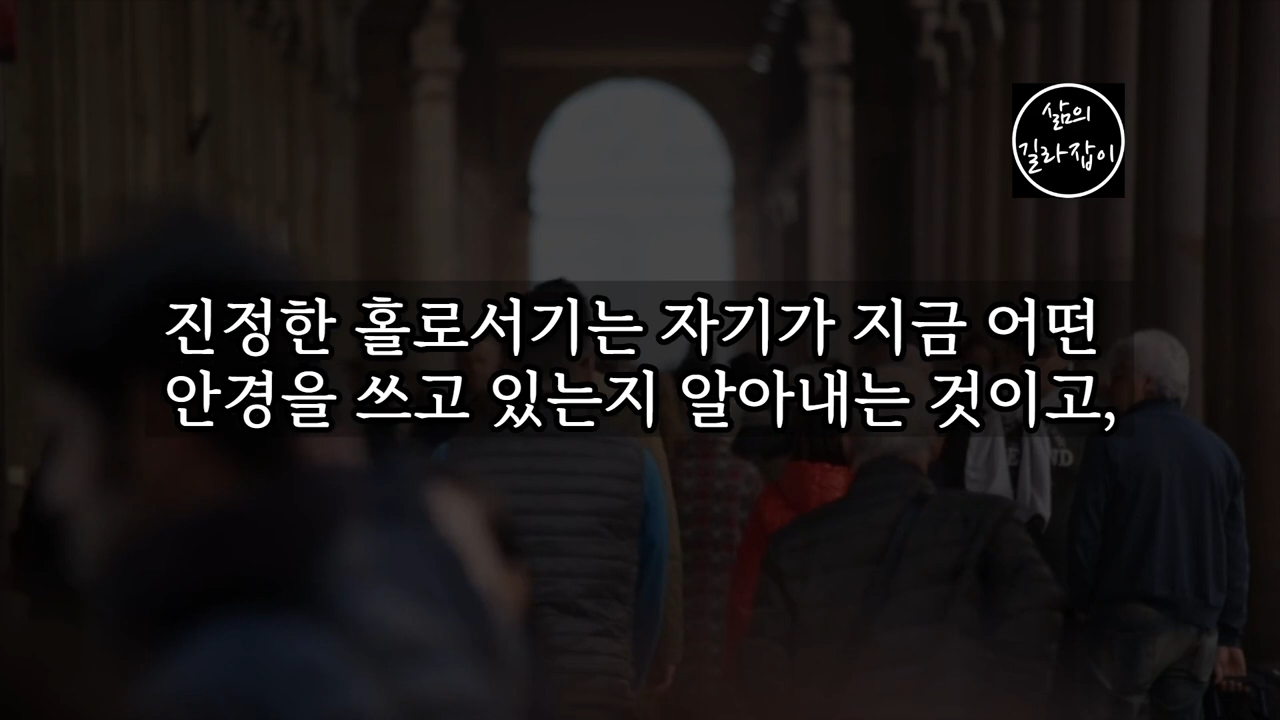 삶의
길라잡이
진정한 홀로서기는 자기가 지금 어떤
안경을 쓰고 있는지 알아내는 것이고,